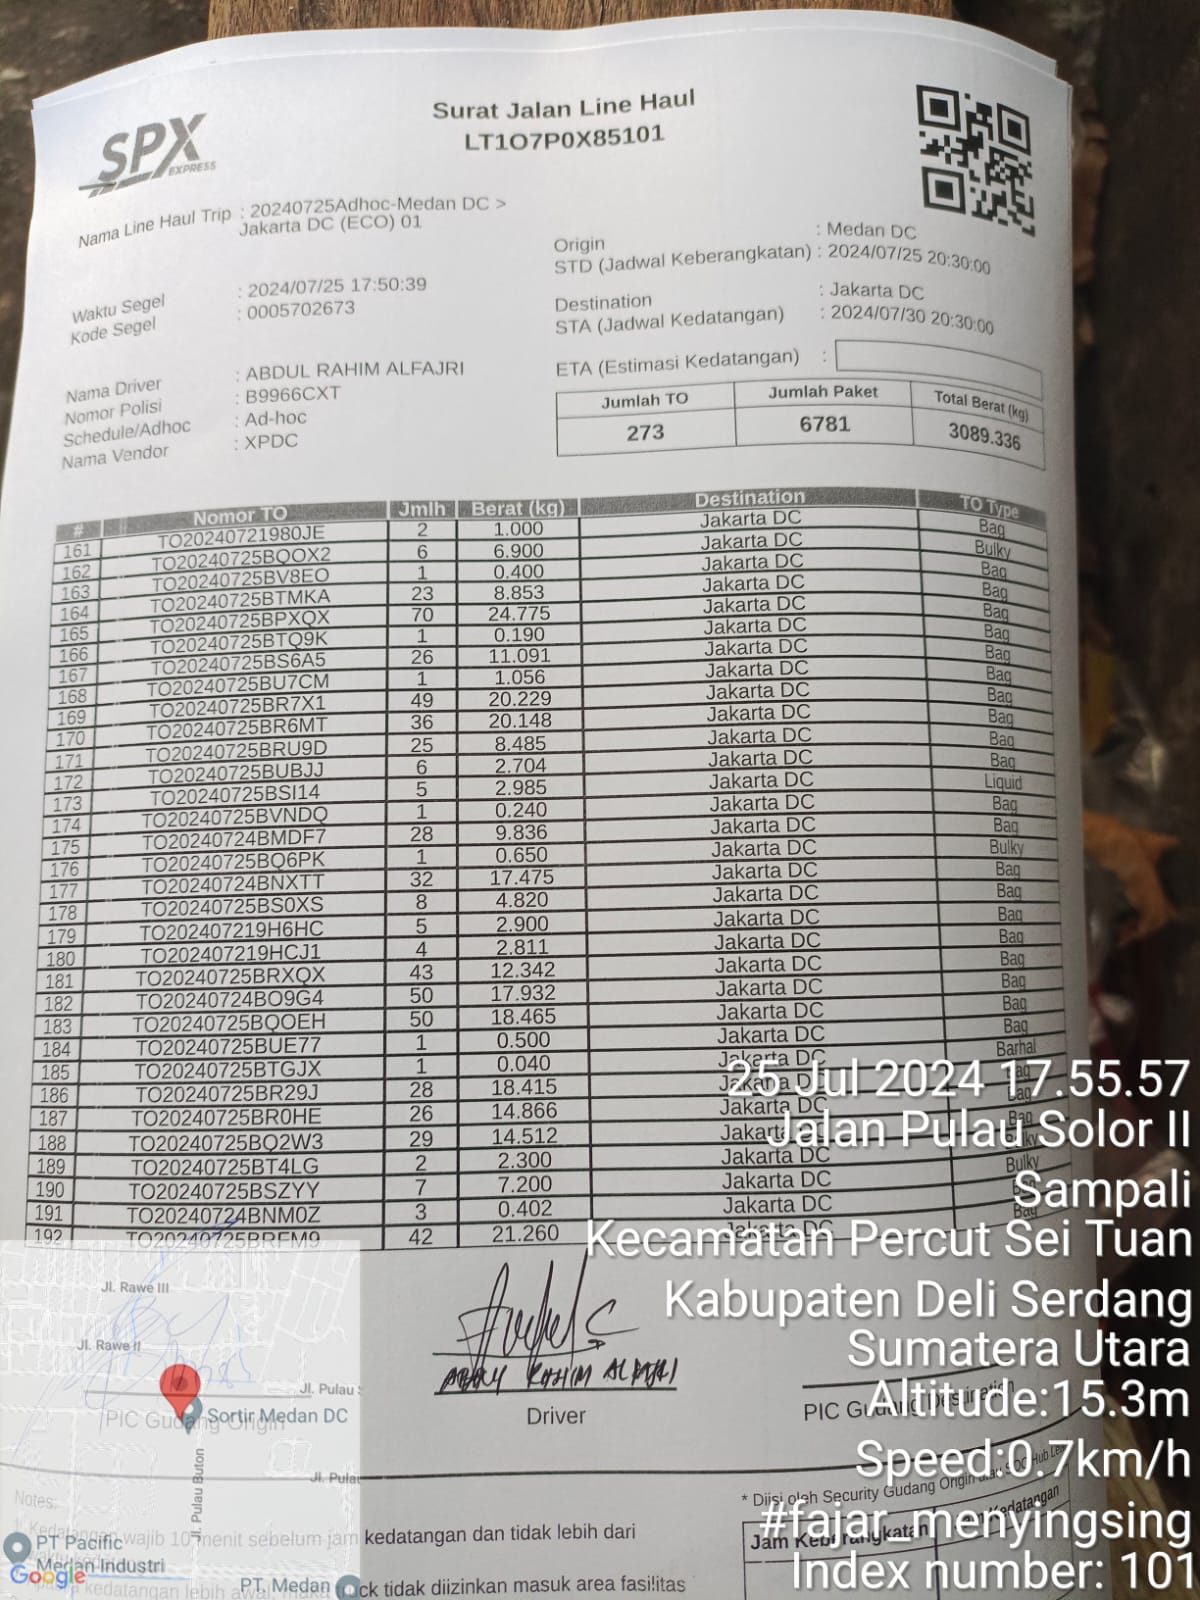 SPX
EXPRESS
Surat Jalan Line Haul
LT1O7P0X85101
Nama Line Haul Trip : 20240725Adhoc-Medan DC >
Jakarta DC (ECO) 01
Origin : Medan DC
STD (Jadwal Keberangkatan) : 2024/07/25 20:30:00
Waktu Segel : 2024/07/25 17:50:39
Kode Segel : 0005702673
Destination : Jakarta DC
STA (Jadwal Kedatangan) : 2024/07/30 20:30:00
ETA (Estimasi Kedatangan) :
Nama Driver : ABDUL RAHIM ALFAJRI
Nomor Polisi : B9966CXT
Schedule/Adhoc : Ad-hoc
Nama Vendor : XPDC
Jumlah TO Jumlah Paket Total Berat (kg)
273 6781 3089.336
# Nomor TO Jmlh Berat (kg) Destination TO Type
161 TO20240721980JE 2 1.000 Jakarta DC Bag
162 TO20240725BQOX2 6 6.900 Jakarta DC Bulky
163 TO20240725BV8EO 1 0.400 Jakarta DC Bag
164 TO20240725BTMKA 23 8.853 Jakarta DC Bag
165 TO20240725BPXQX 70 24.775 Jakarta DC Bag
166 TO20240725BTQ9K 1 0.190 Jakarta DC Bag
167 TO20240725BS6A5 26 11.091 Jakarta DC Bag
168 TO20240725BU7CM 1 1.056 Jakarta DC Bag
169 TO20240725BR7X1 49 20.229 Jakarta DC Bag
170 TO20240725BR6MT 36 20.148 Jakarta DC Bag
171 TO20240725BRU9D 25 8.485 Jakarta DC Bag
172 TO20240725BUBJJ 6 2.704 Jakarta DC Bag
173 TO20240725BSI14 5 2.985 Jakarta DC Liquid
174 TO20240725BVNDQ 1 0.240 Jakarta DC Bag
175 TO20240724BMDF7 28 9.836 Jakarta DC Bag
176 TO20240725BQ6PK 1 0.650 Jakarta DC Bulky
177 TO20240724BNXTT 32 17.475 Jakarta DC Bag
178 TO20240725BS0XS 8 4.820 Jakarta DC Bag
179 TO202407219H6HC 5 2.900 Jakarta DC Bag
180 TO202407219HCJ1 4 2.811 Jakarta DC Bag
181 TO20240725BRXQX 43 12.342 Jakarta DC Bag
182 TO20240724BO9G4 50 17.932 Jakarta DC Bag
183 TO20240725BQOEH 50 18.465 Jakarta DC Bag
184 TO20240725BUE77 1 0.500 Jakarta DC Bag
185 TO20240725BTGJX 1 0.040 Jakarta DC Barhal
186 TO20240725BR29J 28 18.415 Jakarta DC Bag
187 TO20240725BR0HE 26 14.866 Jakarta DC Bag
188 TO20240725BQ2W3 29 14.512 Jakarta DC Bag
189 TO20240725BT4LG 2 2.300 Jakarta DC
190 TO20240725BSZYY 7 7.200 Jakarta DC Bulky
191 TO20240724BNM0Z 3 0.402 Jakarta DC Bag
192 TO20240725BRFM9 42 21.260 Jakarta DC Bag
25 Jul 2024 17.55.57
Jalan Pulau Solor II
Sampali
Kecamatan Percut Sei Tuan
Kabupaten Deli Serdang
Sumatera Utara
Altitude:15.3m
Speed:0.7km/h
#fajar_menyingsing
Index number: 101
Jl. Rawe III
Jl. Rawe II
Jl. Pulau
Sortir Medan DC
Jl. Pulau Buton
Jl. Pulau
PT Pacific
Medan Industri
Google
PT. Medan
PIC Gudang Origin
ABDUL RAHIM ALFAJRI
Driver
PIC Gudang Destination
Notes:
Kedatangan wajib 10 menit sebelum jam kedatangan dan tidak lebih dari
kedatangan lebih awal, maka truck tidak diizinkan masuk area fasilitas
* Diisi oleh Security Gudang Origin atau SOC Hub
Jam Keberangkatan Kedatangan